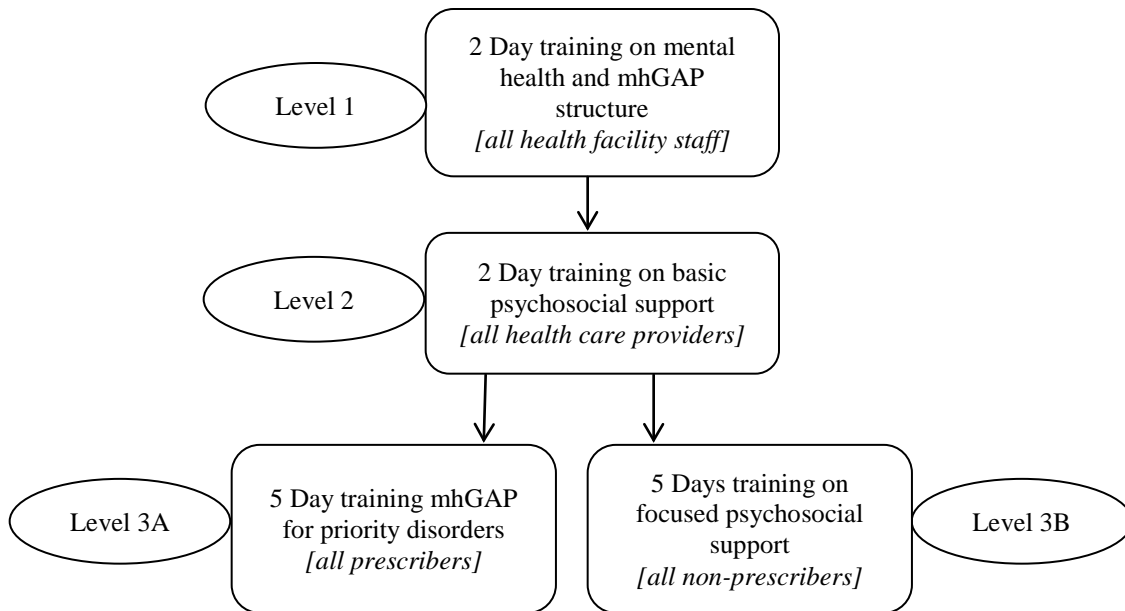 Level 1
2 Day training on mental
health and mhGAP
structure
[all health facility staff]
Level 2
2 Day training on basic
psychosocial support
[all health care providers]
Level 3A
5 Day training mhGAP
for priority disorders
[all prescribers]
5 Days training on
focused psychosocial
support
[all non-prescribers]
Level 3B